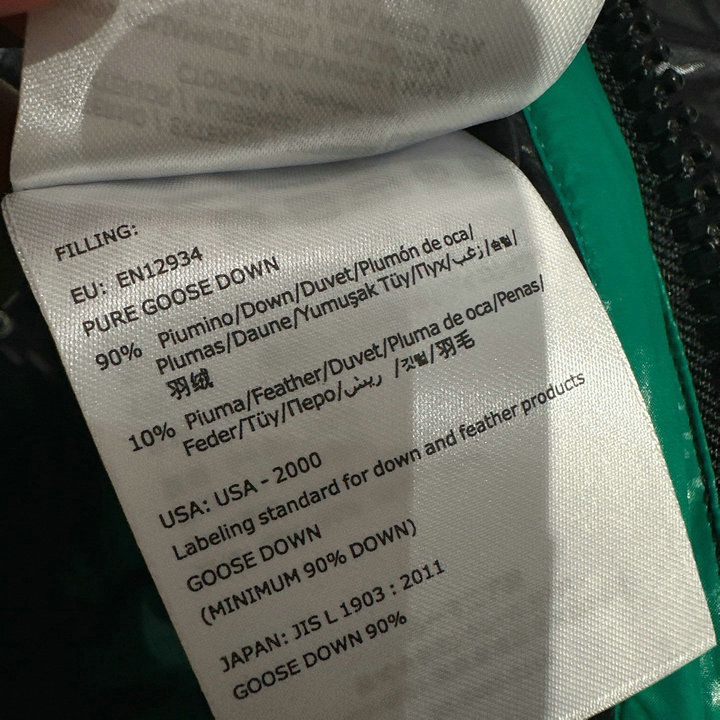 FILLING:
EU: EN12934
PURE GOOSE DOWN
90% Piumino/Down/Duvet/Plumón de oca/
Plumas/Daune/Yumuşak Tüy/Пух/زغب/솜털/
羽绒
10% Piuma/Feather/Duvet/Pluma de oca/Penas/
Feder/Tüy/Перо/ريش /깃털/羽毛
USA: USA - 2000
Labeling standard for down and feather products
GOOSE DOWN
(MINIMUM 90% DOWN)
JAPAN: JIS L 1903 : 2011
GOOSE DOWN 90%